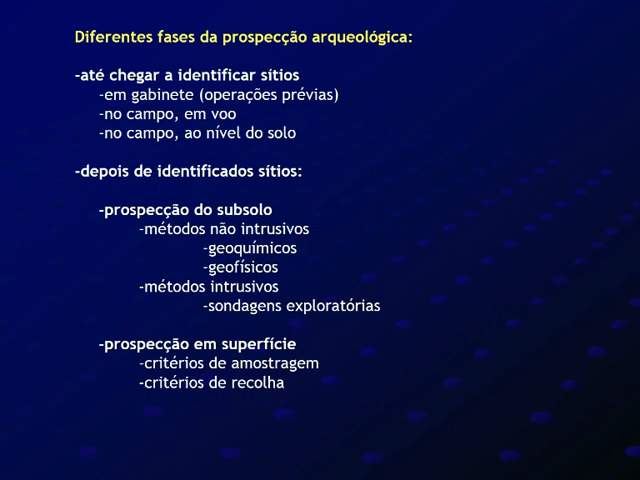 Diferentes fases da prospecção arqueológica:
-até chegar a identificar sítios
-em gabinete (operações prévias)
-no campo, em voo
-no campo, ao nível do solo
-depois de identificados sítios:
-prospecção do subsolo
-métodos não intrusivos
-geoquímicos
-geofísicos
-métodos intrusivos
-sondagens exploratórias
-prospecção em superfície
-critérios de amostragem
-critérios de recolha